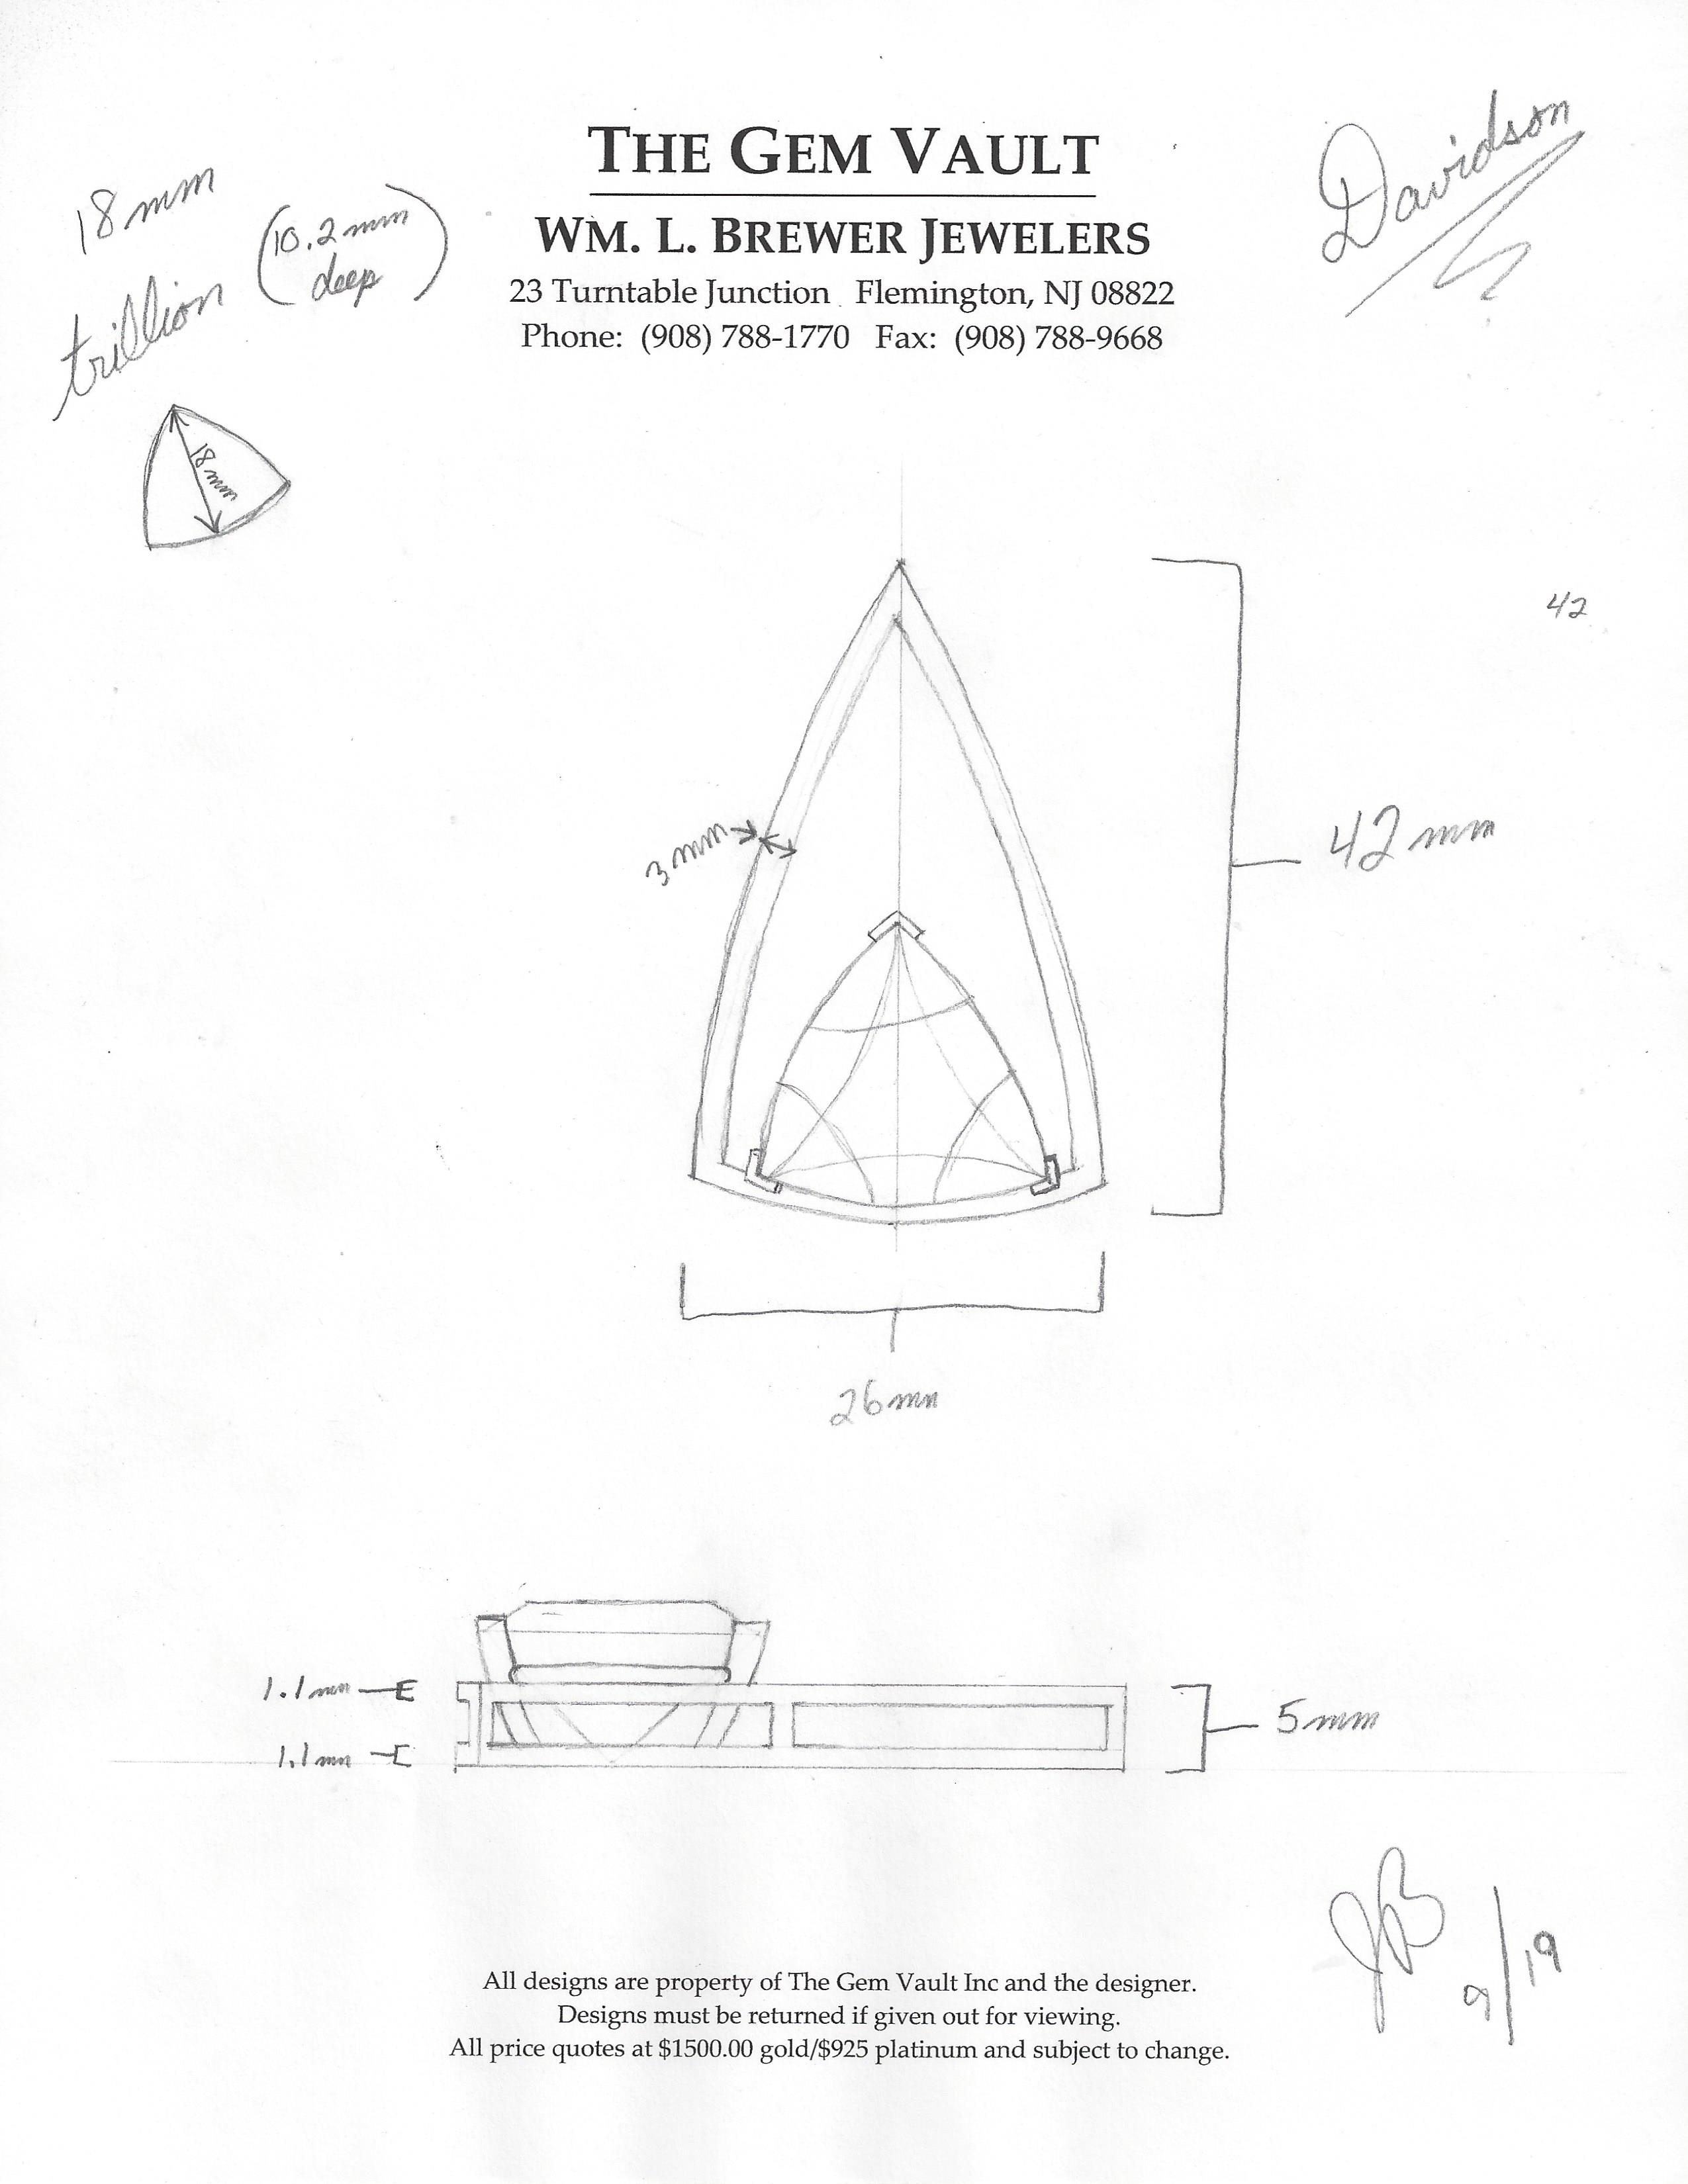 THE GEM VAULT
WM. L. BREWER JEWELERS
23 Turntable Junction Flemington, NJ 08822
Phone: (908) 788-1770 Fax: (908) 788-9668
Davidson
18 mm
trillion
(10.2 mm
deep)
18 mm
42
3 mm
42 mm
26 mm
1.1 mm
1.1 mm
5 mm
JB
9/19
All designs are property of The Gem Vault Inc and the designer.
Designs must be returned if given out for viewing.
All price quotes at $1500.00 gold/$925 platinum and subject to change.